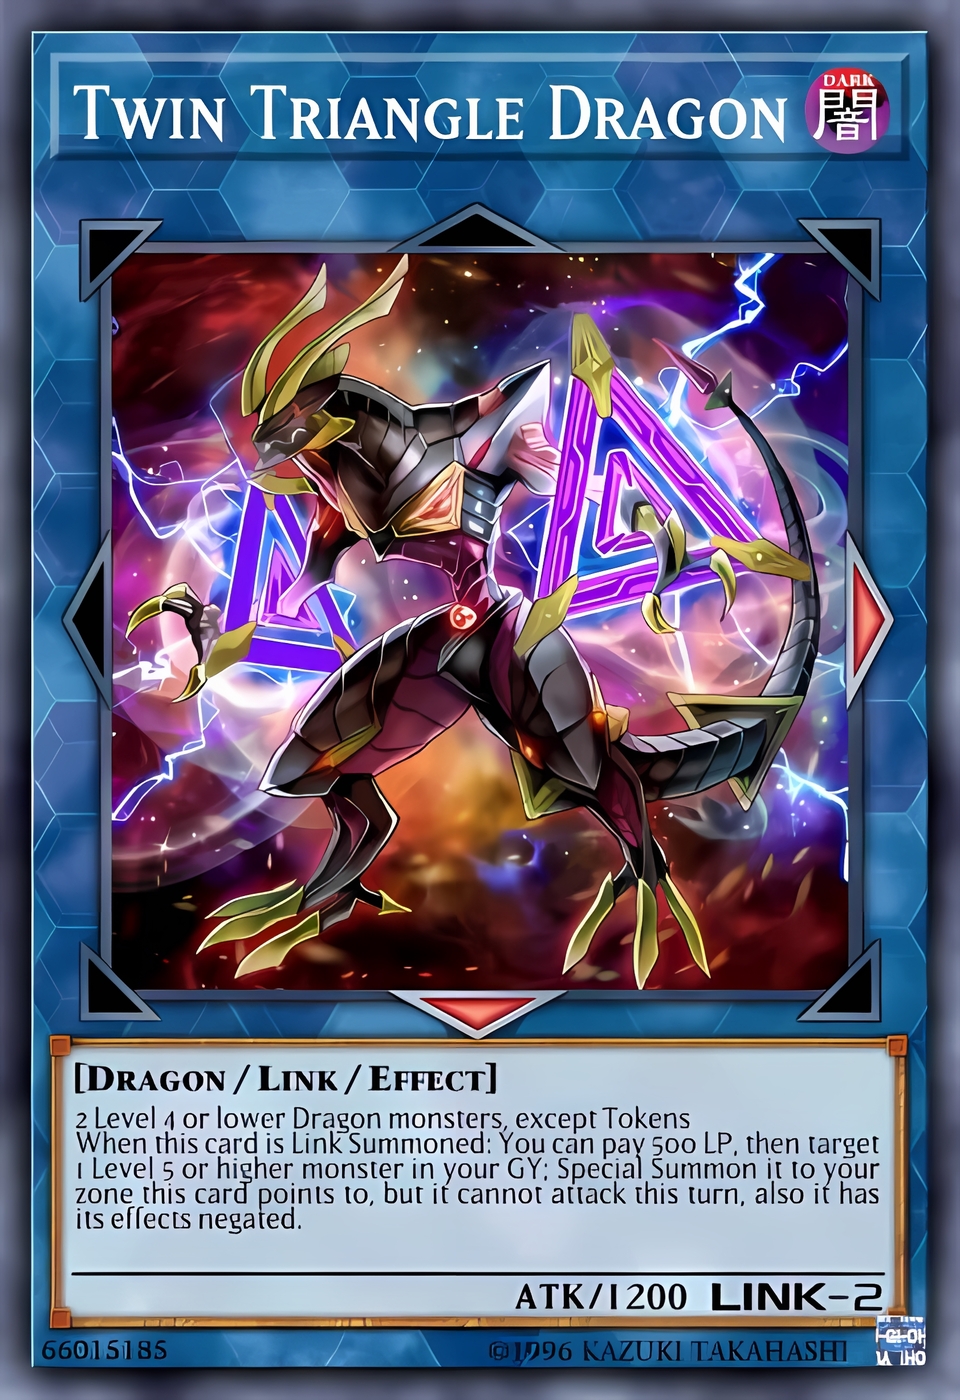 TWIN TRIANGLE DRAGON
DARK
闇
[DRAGON / LINK / EFFECT]
2 Level 4 or lower Dragon monsters, except Tokens
When this card is Link Summoned: You can pay 500 LP, then target
1 Level 5 or higher monster in your GY; Special Summon it to your
zone this card points to, but it cannot attack this turn, also it has
its effects negated.
ATK/1200 LINK-2
66015185 ©1996 KAZUKI TAKAHASHI